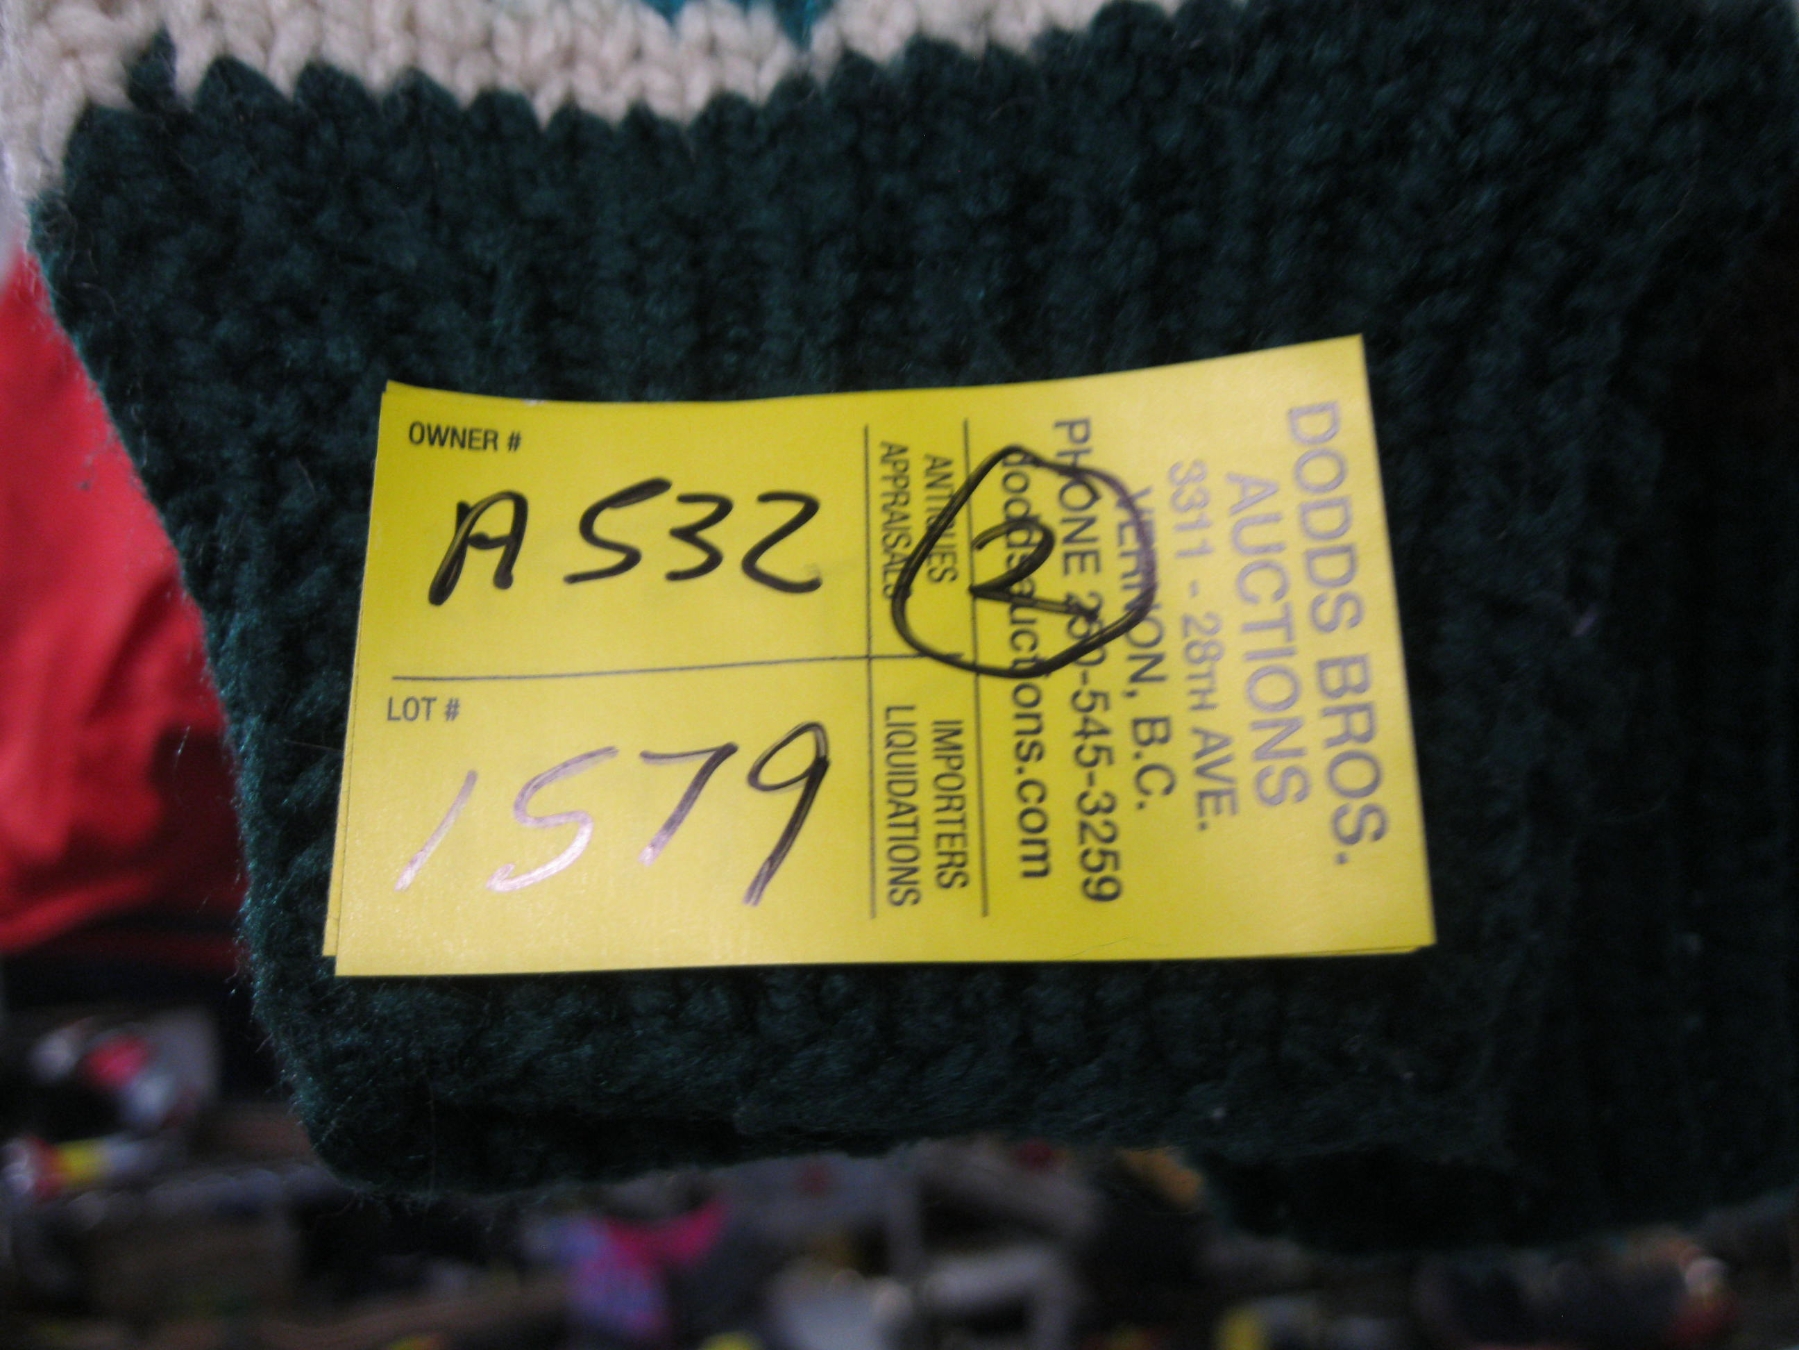 OWNER #
A 532
LOT #
1579
DODDS BROS.
AUCTIONS
3311 - 28TH AVE.
VERNON, B.C.
PHONE 250-545-3259
doddsauctions.com
ANTIQUES
IMPORTERS
APPRAISALS
LIQUIDATIONS
2